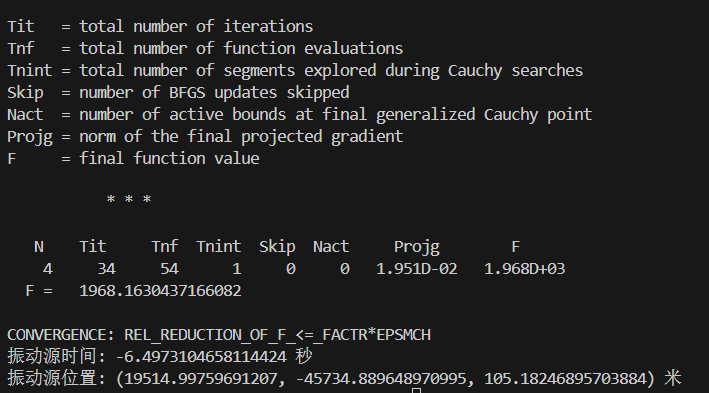 Tit   = total number of iterations
Tnf   = total number of function evaluations
Tnint = total number of segments explored during Cauchy searches
Skip  = number of BFGS updates skipped
Nact  = number of active bounds at final generalized Cauchy point
Projg = norm of the final projected gradient
F     = final function value
* * *
N    Tit     Tnf  Tnint  Skip  Nact     Projg        F
4     34      54      1     0     0   1.951D-02   1.968D+03
F =   1968.1630437166082
CONVERGENCE: REL_REDUCTION_OF_F_<=_FACTR*EPSMCH
振动源时间: -6.4973104658114424 秒
振动源位置: (19514.99759691207, -45734.889648970995, 105.18246895703884) 米